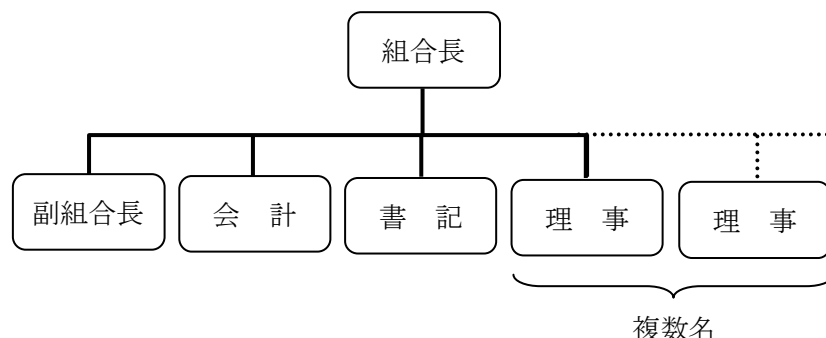 組合長
副組合長
会　計
書　記
理　事
理　事
複数名